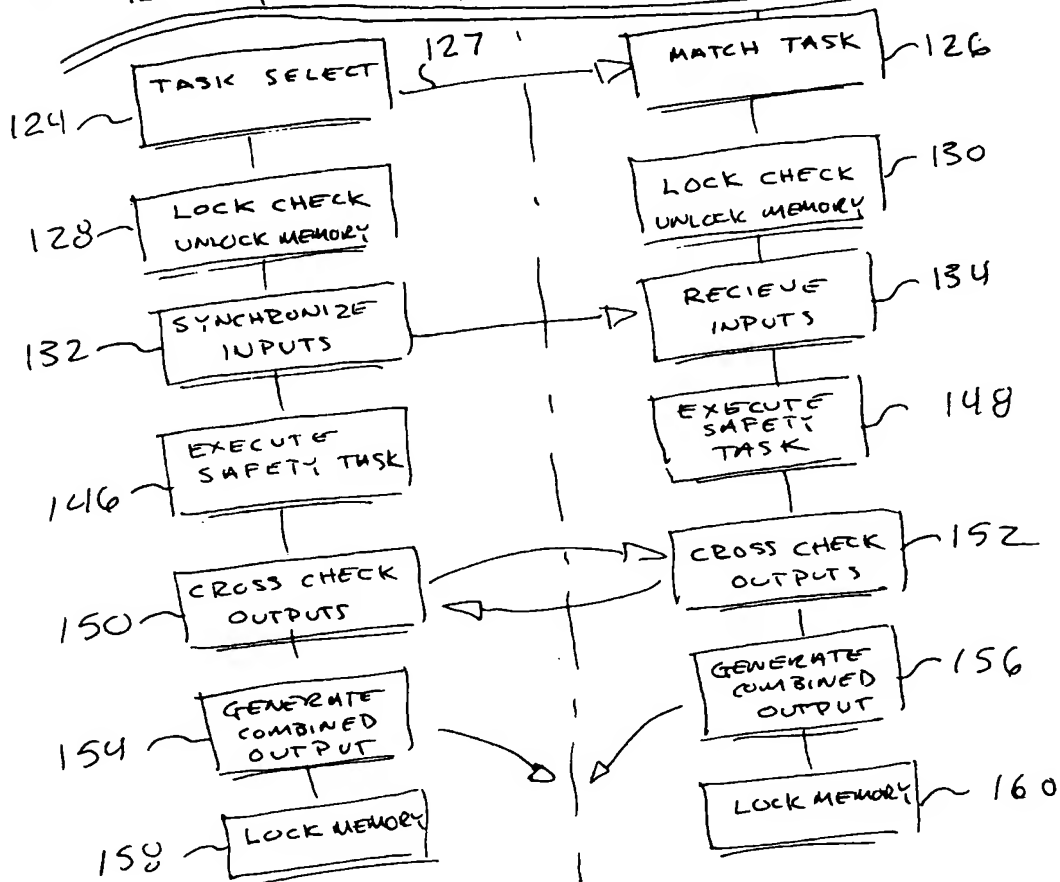 127
TASK SELECT
MATCH TASK
126
124
LOCK CHECK
UNLOCK MEMORY
128
LOCK CHECK
UNLOCK MEMORY
130
SYNCHRONIZE
INPUTS
132
RECIEVE
INPUTS
134
EXECUTE
SAFETY TASK
146
EXECUTE
SAFETY
TASK
148
CROSS CHECK
OUTPUTS
150
CROSS CHECK
OUTPUTS
152
GENERATE
COMBINED
OUTPUT
154
GENERATE
COMBINED
OUTPUT
156
LOCK MEMORY
158
LOCK MEMORY
160